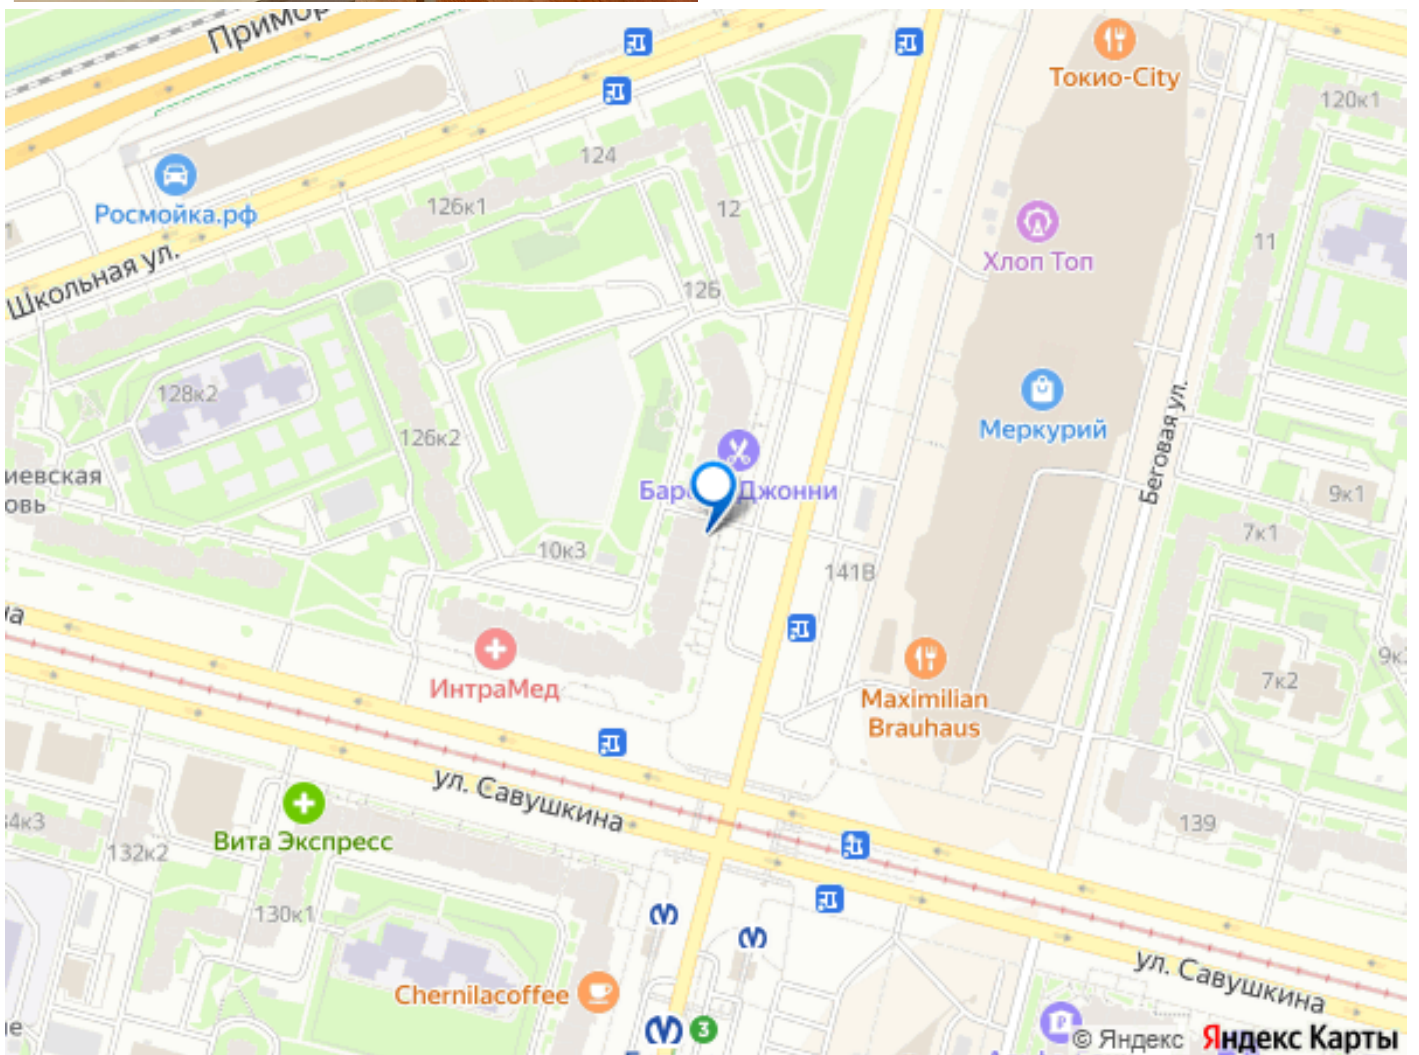 Примор
Токио-City
120к1
124
Росмойка.рф
126к1
12
Школьная ул.
Хлоп Топ
11
126
128к2
Меркурий
Беговая ул.
126к2
иевская
овь
Джонни
9к1
7к1
10к3
141В
ИнтраМед
Maximilian
Brauhaus
7к2
ул. Савушкина
Вита Экспресс
132к2
139
130к1
Chernilacoffee
ул. Савушкина
3
© Яндекс
Яндекс Карты